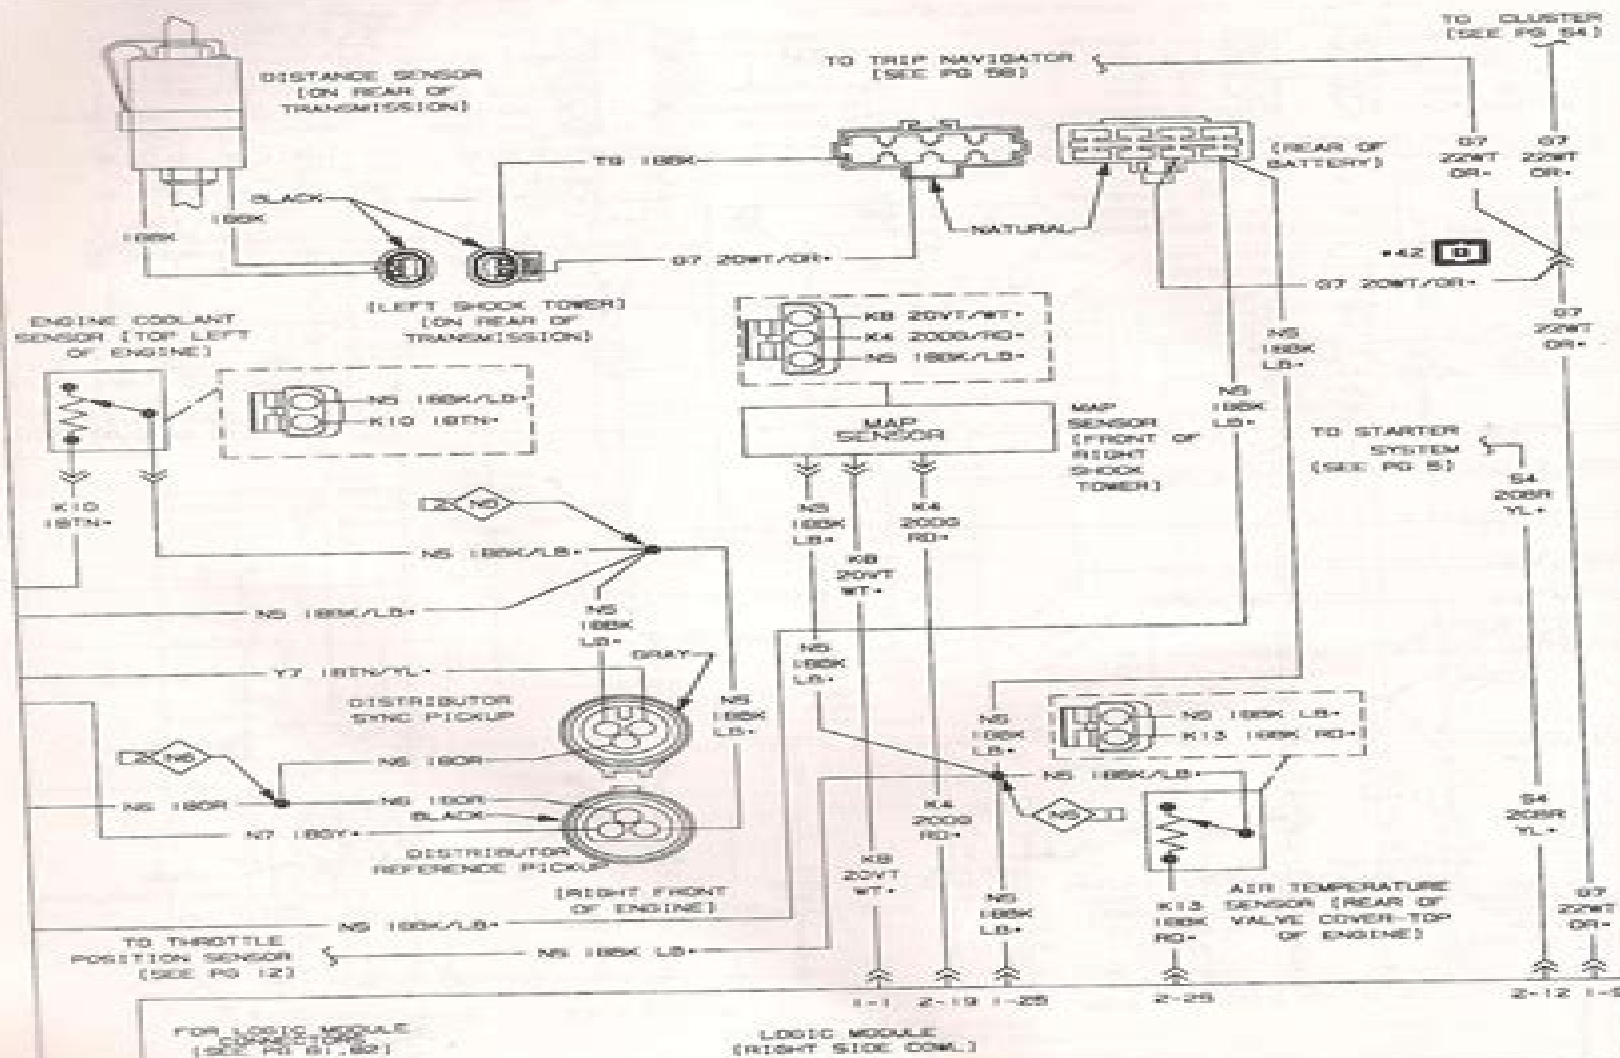 TO CLUSTER
[SEE PG 54]
TO TRIP NAVIGATOR
[SEE PG 58]
DISTANCE SENSOR
[ON REAR OF
TRANSMISSION]
G7
22WT
OR*
G7
22WT
OR*
[REAR OF
BATTERY]
T9 18BK
BLACK
18BK
18BK
NATURAL
#42
G7 20WT/OR*
G7 20WT/OR*
[LEFT SHOCK TOWER]
[ON REAR OF
TRANSMISSION]
ENGINE COOLANT
SENSOR [TOP LEFT
OF ENGINE]
K8 20VT/WT*
K4 20DG/RD*
N5 18BK/LB*
N5
18BK
LB*
G7
22WT
OR*
N5 18BK/LB*
K10 18TN*
MAP
SENSOR
MAP
SENSOR
[FRONT OF
RIGHT
SHOCK
TOWER]
N5
18BK
LB*
TO STARTER
SYSTEM
[SEE PG 5]
S4
20BR
YL*
K10
18TN*
2 N5
N5
18BK
LB*
K4
20DG
RD*
K8
20VT
WT*
N5 18BK/LB*
N5 18BK/LB*
N5
18BK
LB*
GRAY
N5
18BK
LB*
Y7 18TN/YL*
DISTRIBUTOR
SYNC PICKUP
N5
18BK
LB*
N5
18BK
LB*
N5 18BK LB*
K13 18BK RD*
2 N6
N6 18OR
N6 18OR
N6 18OR
BLACK
N7 18GY*
DISTRIBUTOR
REFERENCE PICKUP
[RIGHT FRONT
OF ENGINE]
N5 18BK/LB*
N5
K4
20DG
RD*
S4
20BR
YL*
K8
20VT
WT*
N5
18BK
LB*
K13
18BK
RD*
AIR TEMPERATURE
SENSOR [REAR OF
VALVE COVER-TOP
OF ENGINE]
G7
22WT
OR*
N5 18BK/LB*
TO THROTTLE
POSITION SENSOR
[SEE PG 12]
N5 18BK LB*
1-1 2-19 1-25 2-25 2-12
FOR LOGIC MODULE
CONNECTORS
[SEE PG 61,62]
LOGIC MODULE
[RIGHT SIDE COWL]